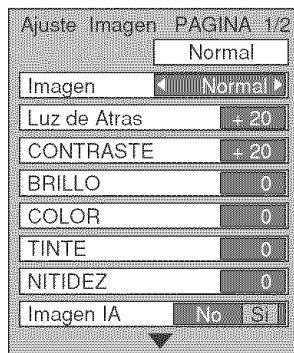 Ajuste Imagen PAGINA 1/2
Normal
Imagen Normal
Luz de Atras + 20
CONTRASTE + 20
BRILLO 0
COLOR 0
TINTE 0
NITIDEZ 0
Imagen IA No Si